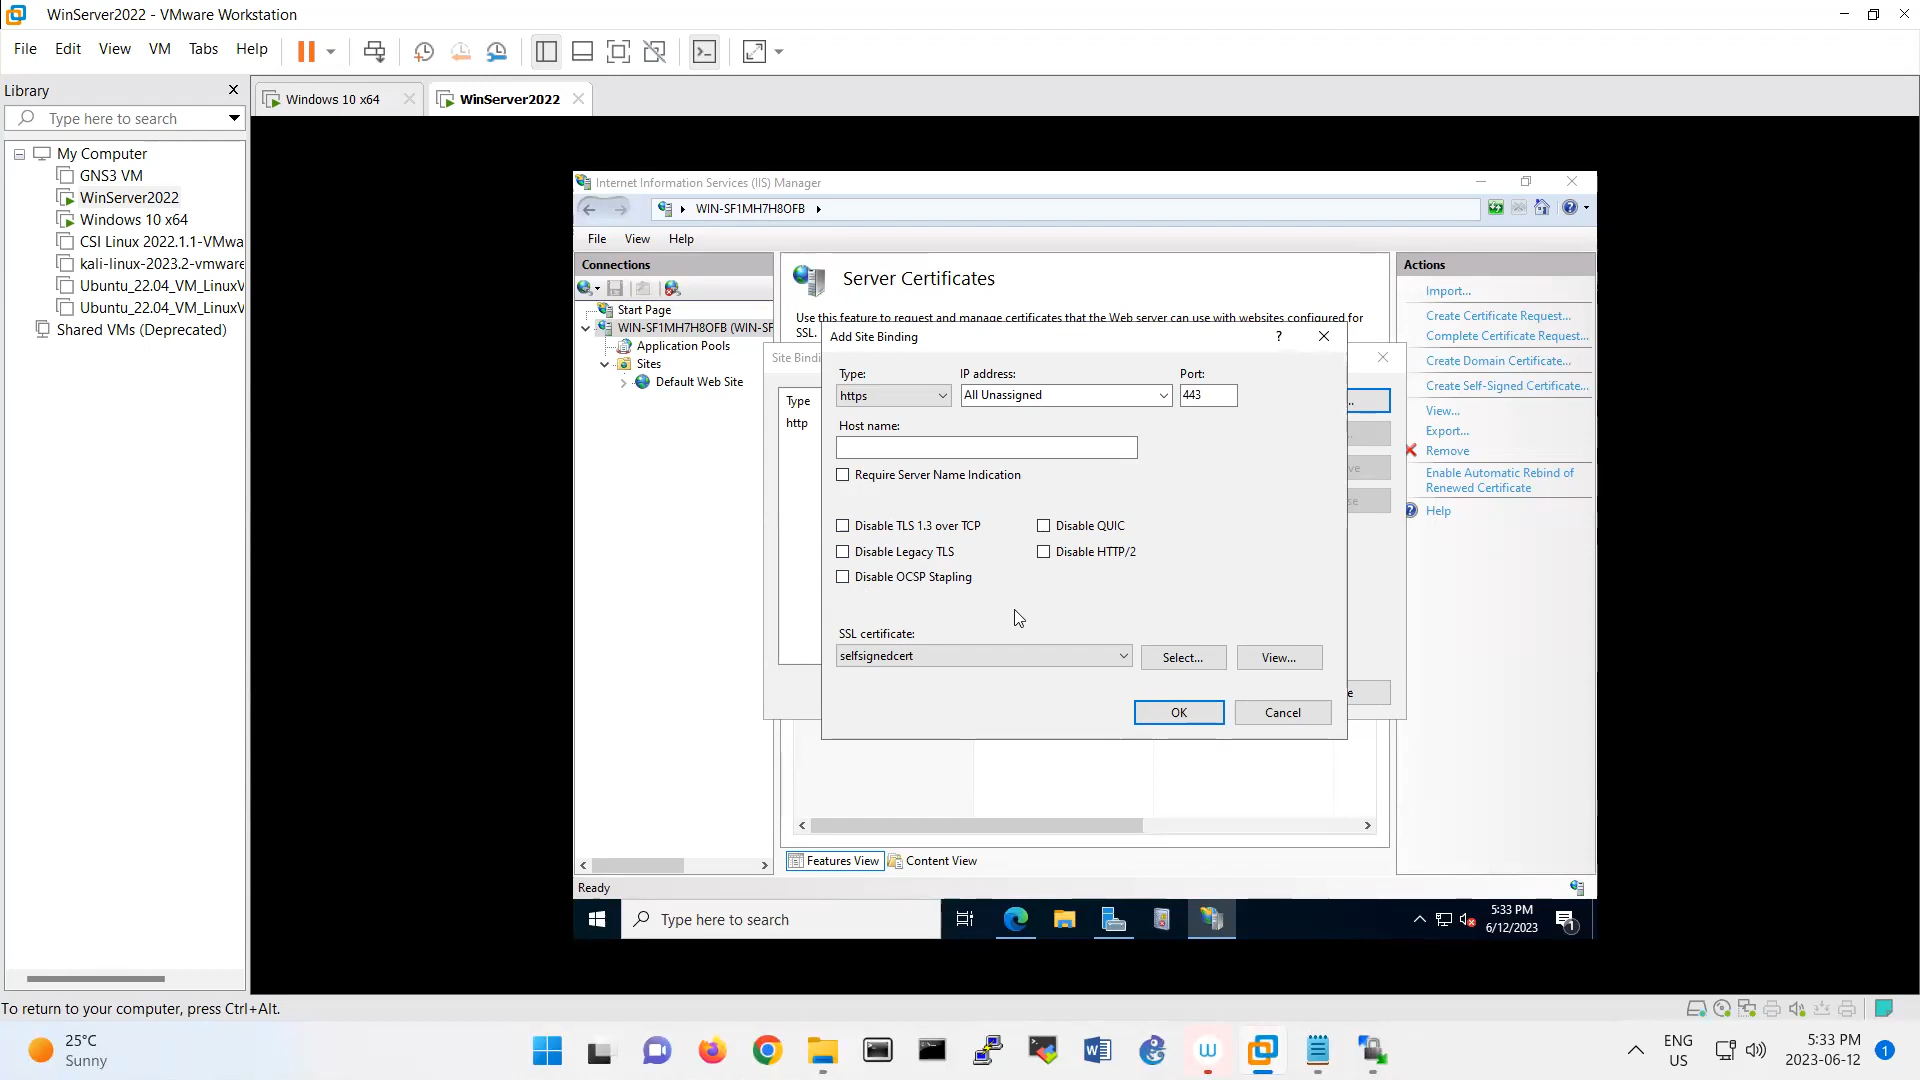 WinServer2022 - VMware Workstation
File Edit View VM Tabs Help
Library
Type here to search
My Computer
GNS3 VM
WinServer2022
Windows 10 x64
CSI Linux 2022.1.1-VMwa
kali-linux-2023.2-vmware
Ubuntu_22.04_VM_LinuxV
Ubuntu_22.04_VM_LinuxV
Shared VMs (Deprecated)
Windows 10 x64
WinServer2022
Internet Information Services (IIS) Manager
WIN-SF1MH7H8OFB
File View Help
Connections
Start Page
WIN-SF1MH7H8OFB (WIN-SF
Application Pools
Sites
Default Web Site
Server Certificates
Use this feature to request and manage certificates that the Web server can use with websites configured for
SSL.
Site Bindi
Type
http
Add Site Binding
Type: IP address: Port:
https All Unassigned 443
Host name:
Require Server Name Indication
Disable TLS 1.3 over TCP Disable QUIC
Disable Legacy TLS Disable HTTP/2
Disable OCSP Stapling
SSL certificate:
selfsignedcert Select... View...
OK Cancel
Features View Content View
Actions
Import...
Create Certificate Request...
Complete Certificate Request...
Create Domain Certificate...
Create Self-Signed Certificate...
View...
Export...
Remove
Enable Automatic Rebind of
Renewed Certificate
Help
Ready
Type here to search
5:33 PM
6/12/2023
1
To return to your computer, press Ctrl+Alt.
25°C
Sunny
ENG
US
5:33 PM
2023-06-12
1